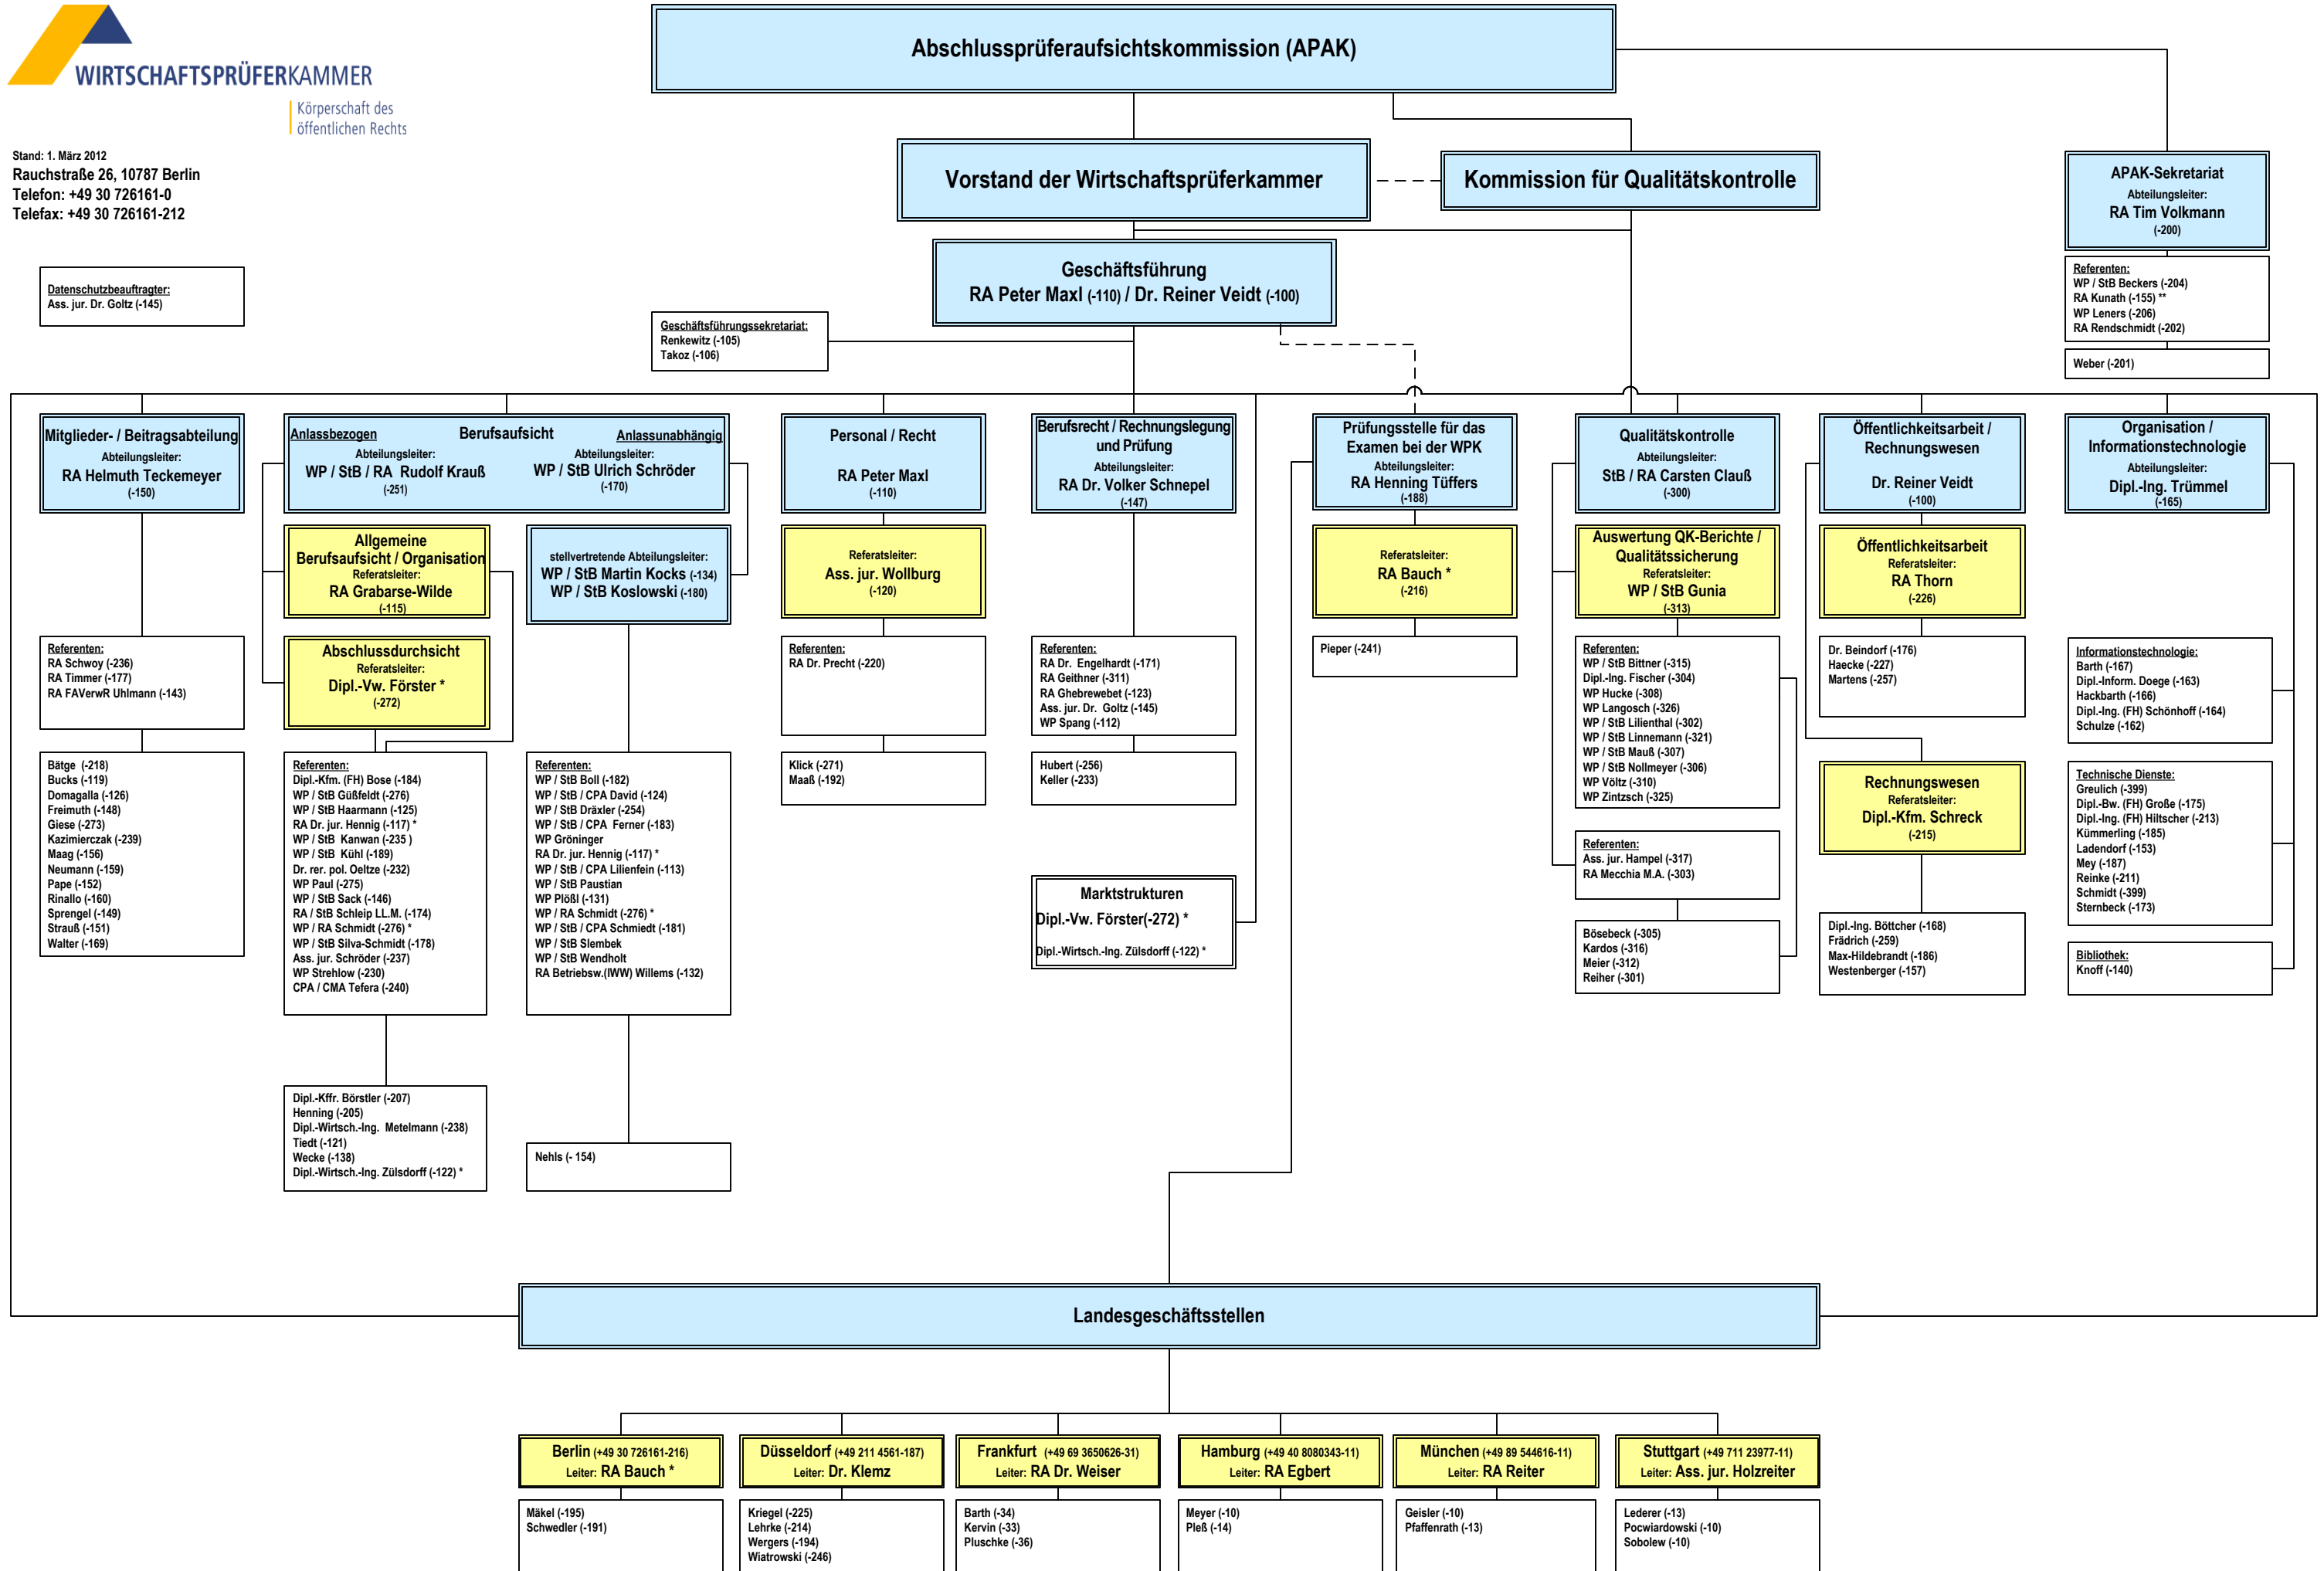 WIRTSCHAFTSPRÜFERKAMMER
Körperschaft des
öffentlichen Rechts
Stand: 1. März 2012
Rauchstraße 26, 10787 Berlin
Telefon: +49 30 726161-0
Telefax: +49 30 726161-212
Abschlussprüferaufsichtskommission (APAK)
Vorstand der Wirtschaftsprüferkammer
Kommission für Qualitätskontrolle
APAK-Sekretariat
Abteilungsleiter:
RA Tim Volkmann
(-200)
Referenten:
WP / StB Beckers (-204)
RA Kunath (-155) **
WP Leners (-206)
RA Rendschmidt (-202)
Weber (-201)
Geschäftsführung
RA Peter Maxl (-110) / Dr. Reiner Veidt (-100)
Datenschutzbeauftragter:
Ass. jur. Dr. Goltz (-145)
Geschäftsführungssekretariat:
Renkewitz (-105)
Takoz (-106)
Mitglieder- / Beitragsabteilung
Abteilungsleiter:
RA Helmuth Teckemeyer
(-150)
Referenten:
RA Schwoy (-236)
RA Timmer (-177)
RA FAVerwR Uhlmann (-143)
Bätge (-218)
Bucks (-119)
Domagalla (-126)
Freimuth (-148)
Giese (-273)
Kazimierczak (-239)
Maag (-156)
Neumann (-159)
Pape (-152)
Rinallo (-160)
Sprengel (-149)
Strauß (-151)
Walter (-169)
Berufsaufsicht
Anlassbezogen
Abteilungsleiter:
WP / StB / RA Rudolf Krauß
(-251)
Anlassunabhängig
Abteilungsleiter:
WP / StB Ulrich Schröder
(-170)
Allgemeine
Berufsaufsicht / Organisation
Referatsleiter:
RA Grabarse-Wilde
(-115)
Abschlussdurchsicht
Referatsleiter:
Dipl.-Vw. Förster *
(-272)
Referenten:
Dipl.-Kfm. (FH) Bose (-184)
WP / StB Güßfeldt (-276)
WP / StB Haarmann (-125)
RA Dr. jur. Hennig (-117) *
WP / StB Kanwan (-235 )
WP / StB Kühl (-189)
Dr. rer. pol. Oeltze (-232)
WP Paul (-275)
WP / StB Sack (-146)
RA / StB Schleip LL.M. (-174)
WP / RA Schmidt (-276) *
WP / StB Silva-Schmidt (-178)
Ass. jur. Schröder (-237)
WP Strehlow (-230)
CPA / CMA Tefera (-240)
Dipl.-Kffr. Börstler (-207)
Henning (-205)
Dipl.-Wirtsch.-Ing. Metelmann (-238)
Tiedt (-121)
Wecke (-138)
Dipl.-Wirtsch.-Ing. Zülsdorff (-122) *
stellvertretende Abteilungsleiter:
WP / StB Martin Kocks (-134)
WP / StB Koslowski (-180)
Referenten:
WP / StB Boll (-182)
WP / StB / CPA David (-124)
WP / StB Dräxler (-254)
WP / StB / CPA Ferner (-183)
WP Gröninger
RA Dr. jur. Hennig (-117) *
WP / StB / CPA Lilienfein (-113)
WP / StB Paustian
WP Plößl (-131)
WP / RA Schmidt (-276) *
WP / StB / CPA Schmiedt (-181)
WP / StB Slembek
WP / StB Wendholt
RA Betriebsw.(IWW) Willems (-132)
Nehls (- 154)
Personal / Recht
RA Peter Maxl
(-110)
Referatsleiter:
Ass. jur. Wollburg
(-120)
Referenten:
RA Dr. Precht (-220)
Klick (-271)
Maaß (-192)
Berufsrecht / Rechnungslegung
und Prüfung
Abteilungsleiter:
RA Dr. Volker Schnepel
(-147)
Referenten:
RA Dr. Engelhardt (-171)
RA Geithner (-311)
RA Ghebrewebet (-123)
Ass. jur. Dr. Goltz (-145)
WP Spang (-112)
Hubert (-256)
Keller (-233)
Marktstrukturen
Dipl.-Vw. Förster(-272) *
Dipl.-Wirtsch.-Ing. Zülsdorff (-122) *
Prüfungsstelle für das
Examen bei der WPK
Abteilungsleiter:
RA Henning Tüffers
(-188)
Referatsleiter:
RA Bauch *
(-216)
Pieper (-241)
Qualitätskontrolle
Abteilungsleiter:
StB / RA Carsten Clauß
(-300)
Auswertung QK-Berichte /
Qualitätssicherung
Referatsleiter:
WP / StB Gunia
(-313)
Referenten:
WP / StB Bittner (-315)
Dipl.-Ing. Fischer (-304)
WP Hucke (-308)
WP Langosch (-326)
WP / StB Lilienthal (-302)
WP / StB Linnemann (-321)
WP / StB Mauß (-307)
WP / StB Nollmeyer (-306)
WP Völtz (-310)
WP Zintzsch (-325)
Referenten:
Ass. jur. Hampel (-317)
RA Mecchia M.A. (-303)
Bösebeck (-305)
Kardos (-316)
Meier (-312)
Reiher (-301)
Öffentlichkeitsarbeit /
Rechnungswesen
Dr. Reiner Veidt
(-100)
Öffentlichkeitsarbeit
Referatsleiter:
RA Thorn
(-226)
Dr. Beindorf (-176)
Haecke (-227)
Martens (-257)
Rechnungswesen
Referatsleiter:
Dipl.-Kfm. Schreck
(-215)
Dipl.-Ing. Böttcher (-168)
Frädrich (-259)
Max-Hildebrandt (-186)
Westenberger (-157)
Organisation /
Informationstechnologie
Abteilungsleiter:
Dipl.-Ing. Trümmel
(-165)
Informationstechnologie:
Barth (-167)
Dipl.-Inform. Doege (-163)
Hackbarth (-166)
Dipl.-Ing. (FH) Schönhoff (-164)
Schulze (-162)
Technische Dienste:
Greulich (-399)
Dipl.-Bw. (FH) Große (-175)
Dipl.-Ing. (FH) Hiltscher (-213)
Kümmerling (-185)
Ladendorf (-153)
Mey (-187)
Reinke (-211)
Schmidt (-399)
Sternbeck (-173)
Bibliothek:
Knoff (-140)
Landesgeschäftsstellen
Berlin (+49 30 726161-216)
Leiter: RA Bauch *
Mäkel (-195)
Schwedler (-191)
Düsseldorf (+49 211 4561-187)
Leiter: Dr. Klemz
Kriegel (-225)
Lehrke (-214)
Wergers (-194)
Wiatrowski (-246)
Frankfurt (+49 69 3650626-31)
Leiter: RA Dr. Weiser
Barth (-34)
Kervin (-33)
Pluschke (-36)
Hamburg (+49 40 8080343-11)
Leiter: RA Egbert
Meyer (-10)
Pleß (-14)
München (+49 89 544616-11)
Leiter: RA Reiter
Geisler (-10)
Pfaffenrath (-13)
Stuttgart (+49 711 23977-11)
Leiter: Ass. jur. Holzreiter
Lederer (-13)
Pocwiardowski (-10)
Sobolew (-10)